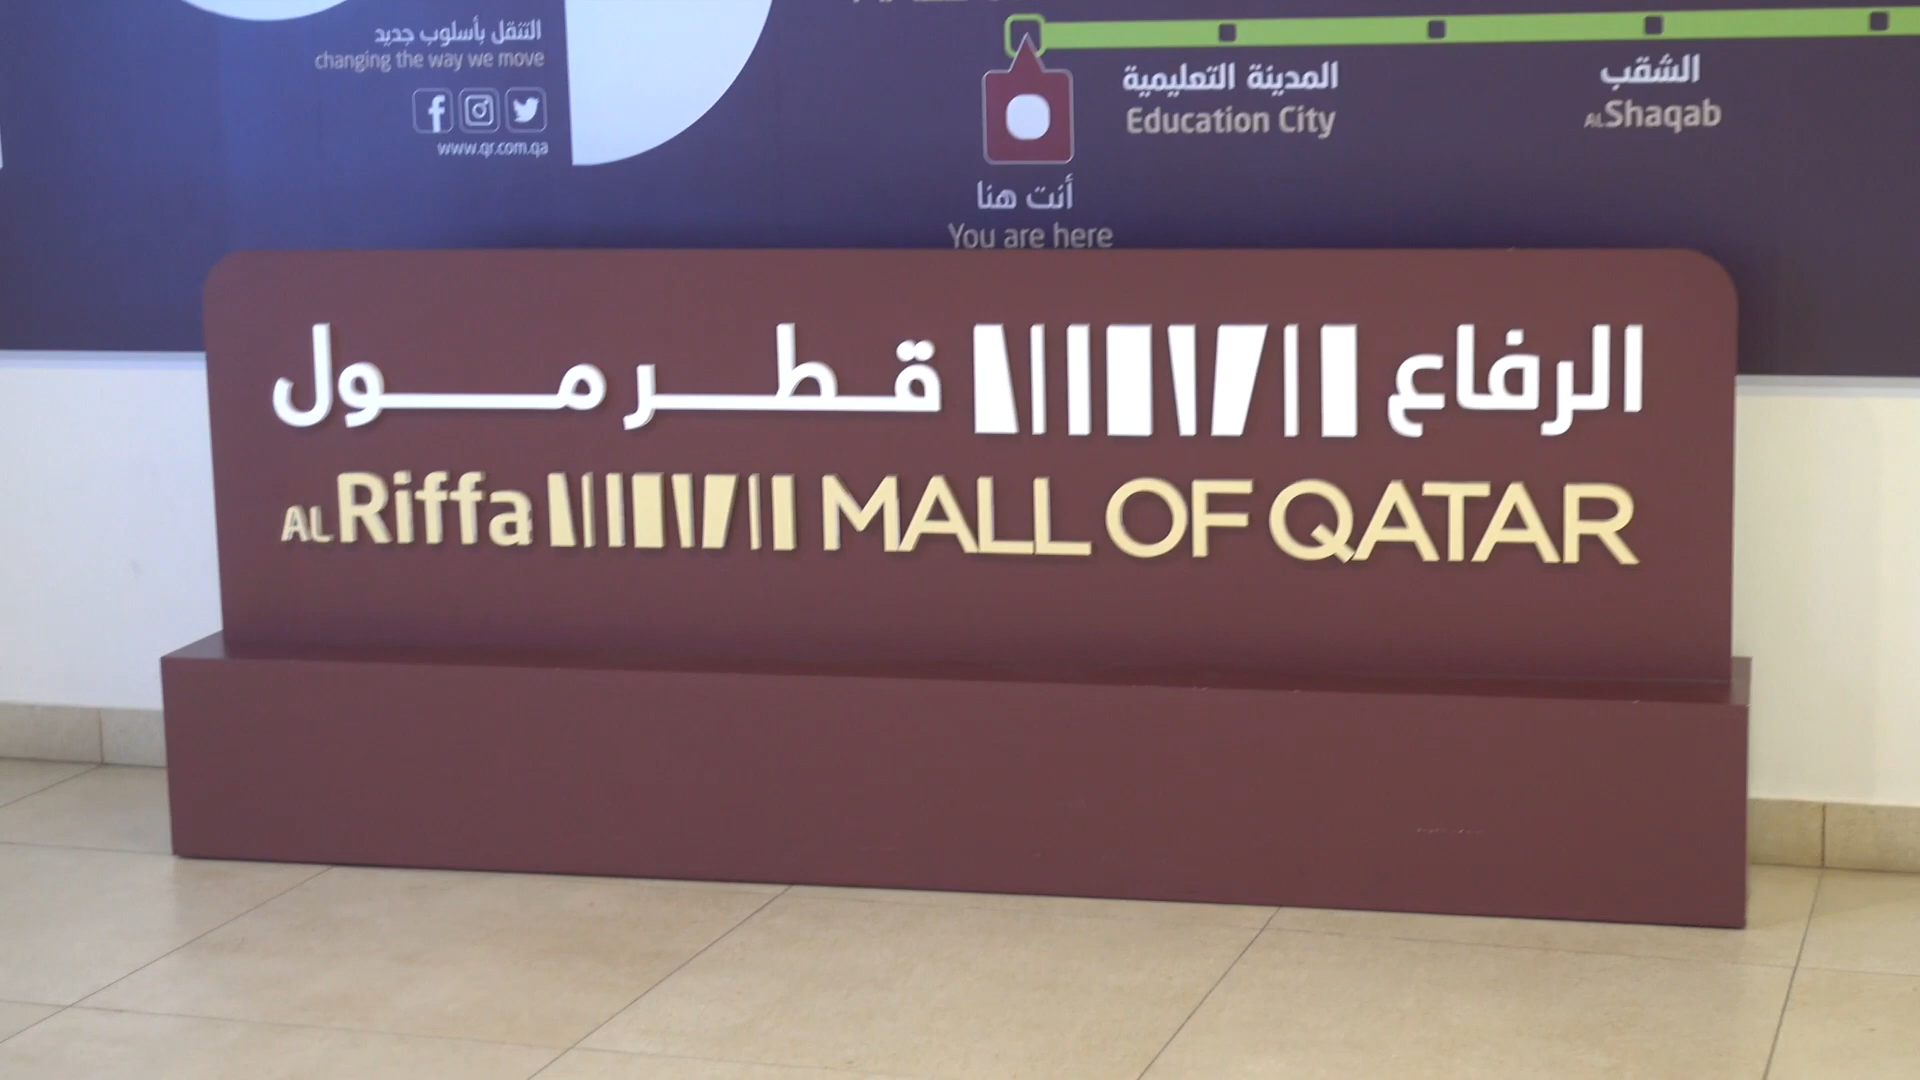 التنقل بأسلوب جديد
changing the way we move
www.qr.com.qa
المدينة التعليمية
Education City
الشقب
AL Shaqab
أنت هنا
You are here
الرفاع قطر مول
AL Riffa MALL OF QATAR